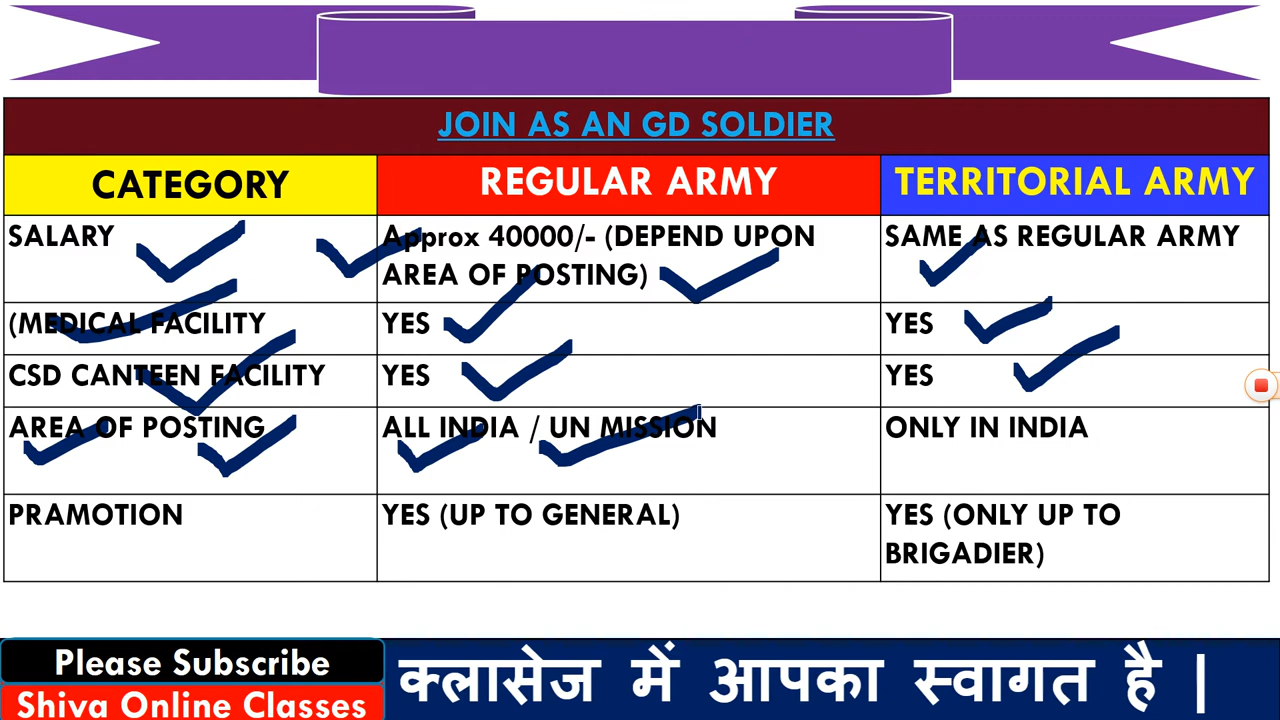 JOIN AS AN GD SOLDIER
CATEGORY
REGULAR ARMY
TERRITORIAL ARMY
SALARY
Approx 40000/- (DEPEND UPON
AREA OF POSTING)
SAME AS REGULAR ARMY
(MEDICAL FACILITY
YES
YES
CSD CANTEEN FACILITY
YES
YES
AREA OF POSTING
ALL INDIA / UN MISSION
ONLY IN INDIA
PRAMOTION
YES (UP TO GENERAL)
YES (ONLY UP TO
BRIGADIER)
Please Subscribe
Shiva Online Classes
क्लासेज में आपका स्वागत है |